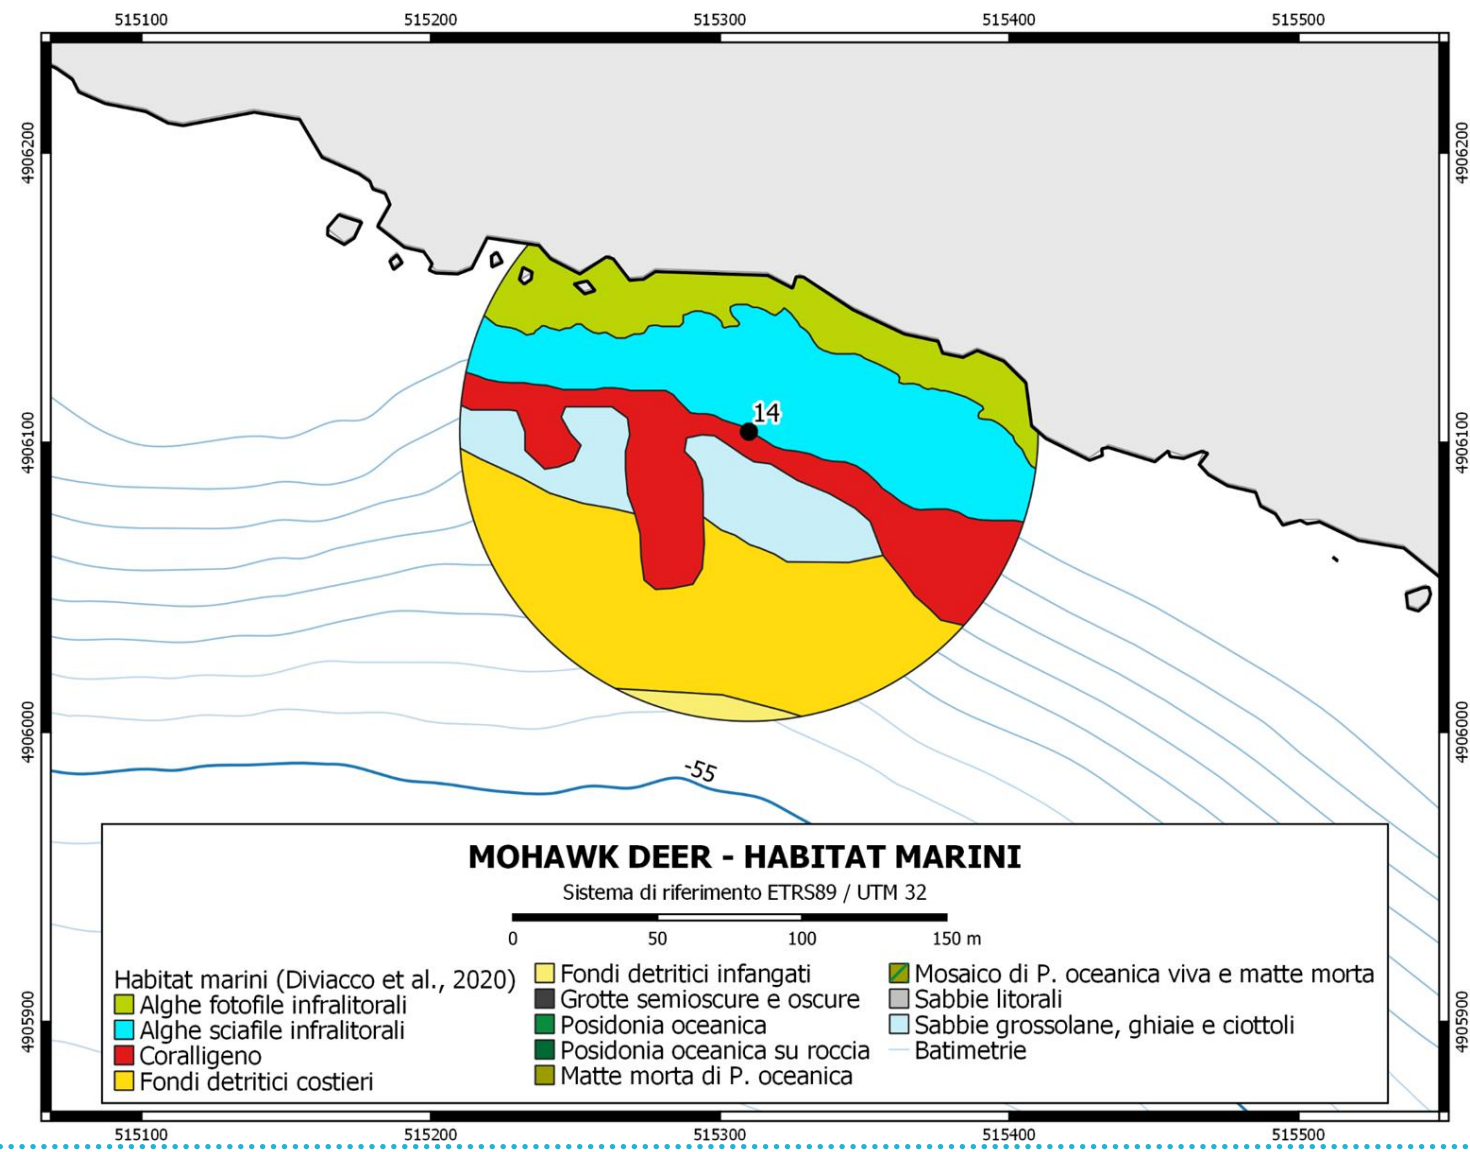 515100 515200 515300 515400 515500
4906200 4906200
14
4906100 4906100
4906000 4906000
-55
MOHAWK DEER - HABITAT MARINI
Sistema di riferimento ETRS89 / UTM 32
0 50 100 150 m
Habitat marini (Diviacco et al., 2020)
Alghe fotofile infralitorali
Alghe sciafile infralitorali
Coralligeno
Fondi detritici costieri
Fondi detritici infangati
Grotte semioscure e oscure
Posidonia oceanica
Posidonia oceanica su roccia
Matte morta di P. oceanica
Mosaico di P. oceanica viva e matte morta
Sabbie litorali
Sabbie grossolane, ghiaie e ciottoli
Batimetrie
4905900 4905900
515100 515200 515300 515400 515500